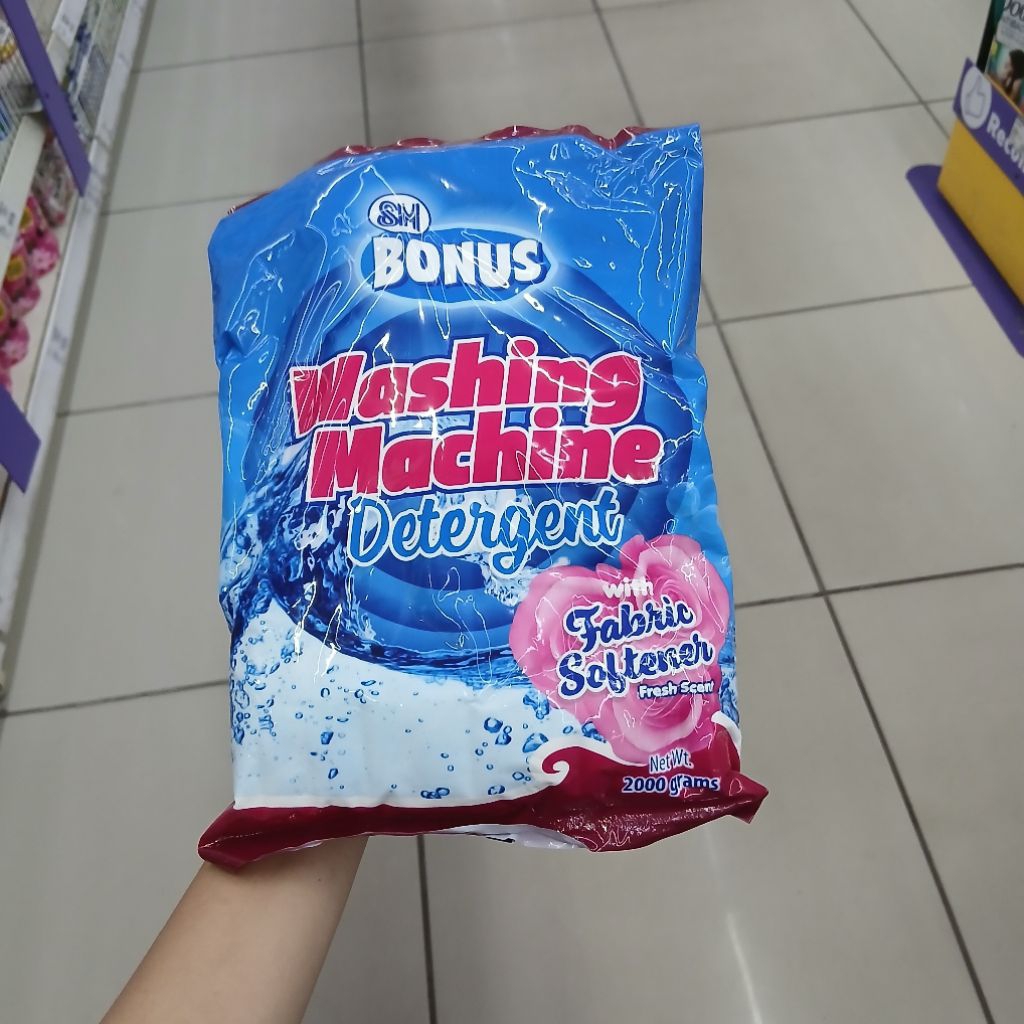 SM
BONUS
Washing
Machine
Detergent
with
Fabric
Softener
Fresh Scent
Net Wt.
2000 grams